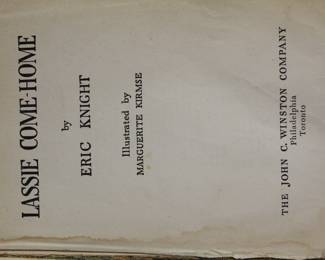 LASSIE COME-HOME
by
ERIC KNIGHT
Illustrated by
MARGUERITE KIRMSE
THE JOHN C. WINSTON COMPANY
Philadelphia
Toronto